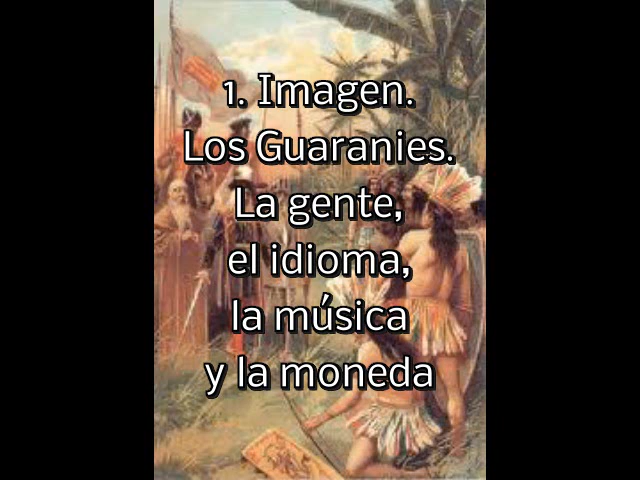 1. Imagen.
Los Guaranies.
La gente,
el idioma,
la música
y la moneda